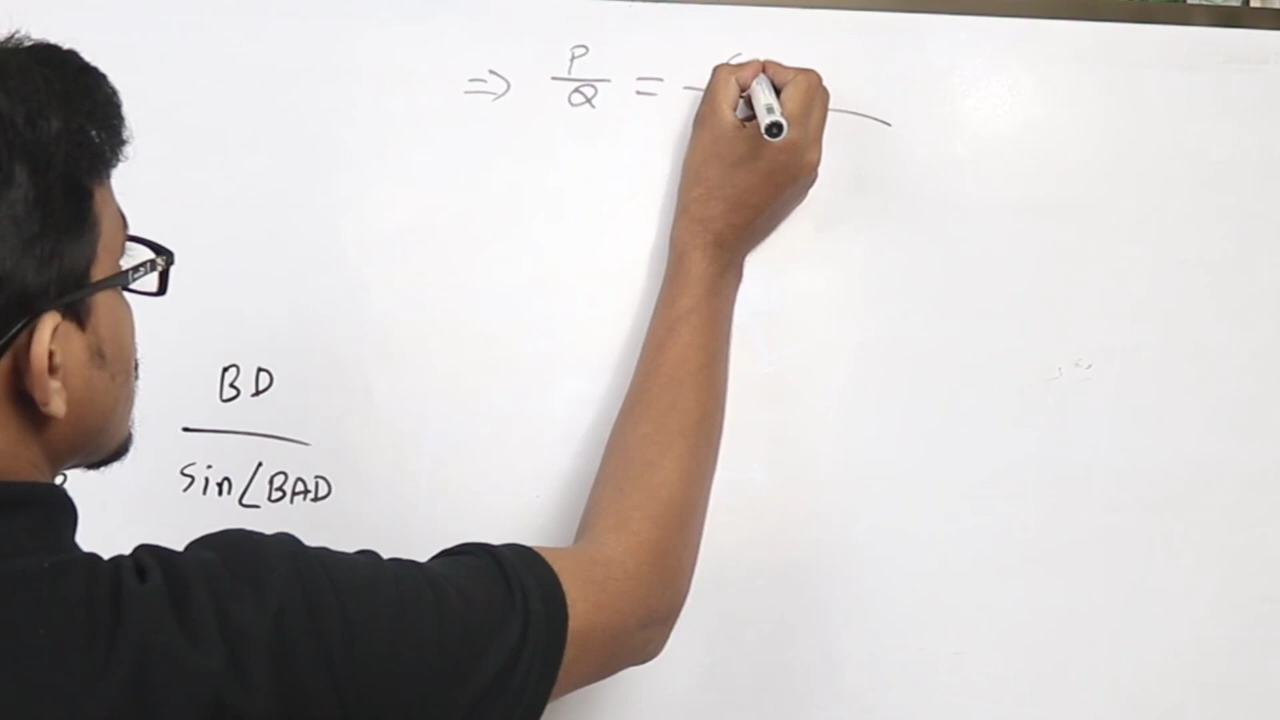 ⇒ P/Q =
BD
sin∠BAD